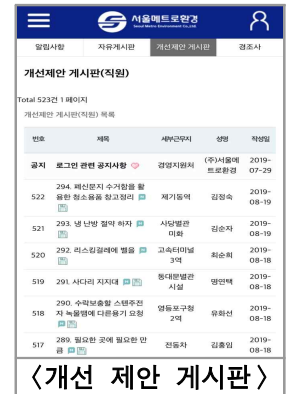 서울메트로환경
Seoul Metro Environment Co.,Ltd
알림사항 자유게시판 개선제안 게시판 경조사
개선제안 게시판(직원)
Total 523건 1 페이지
개선제안 게시판(직원) 목록
번호 제목 세부근무지 성명 작성일
공지 로그인 관련 공지사항 경영지원처 (주)서울메트로환경 2019-07-29
522 294. 폐신문지 수거함을 활용한 청소용품 창고정리 제기동역 김정숙 2019-08-19
521 293. 냉 난방 절약 하자 사당별관 미화 김순자 2019-08-19
520 292. 리스킹걸레에 벨을 고속터미널3역 최순희 2019-08-18
519 291. 사다리 지지대 동대문별관 시설 명연택 2019-08-18
518 290. 수락보충할 스텐주전자 녹물땜에 다른용기 요청 영등포구청2역 유화선 2019-08-18
517 289. 필요한 곳에 필요한 만큼 전동차 김홍임 2019-08-18
〈개선 제안 게시판〉